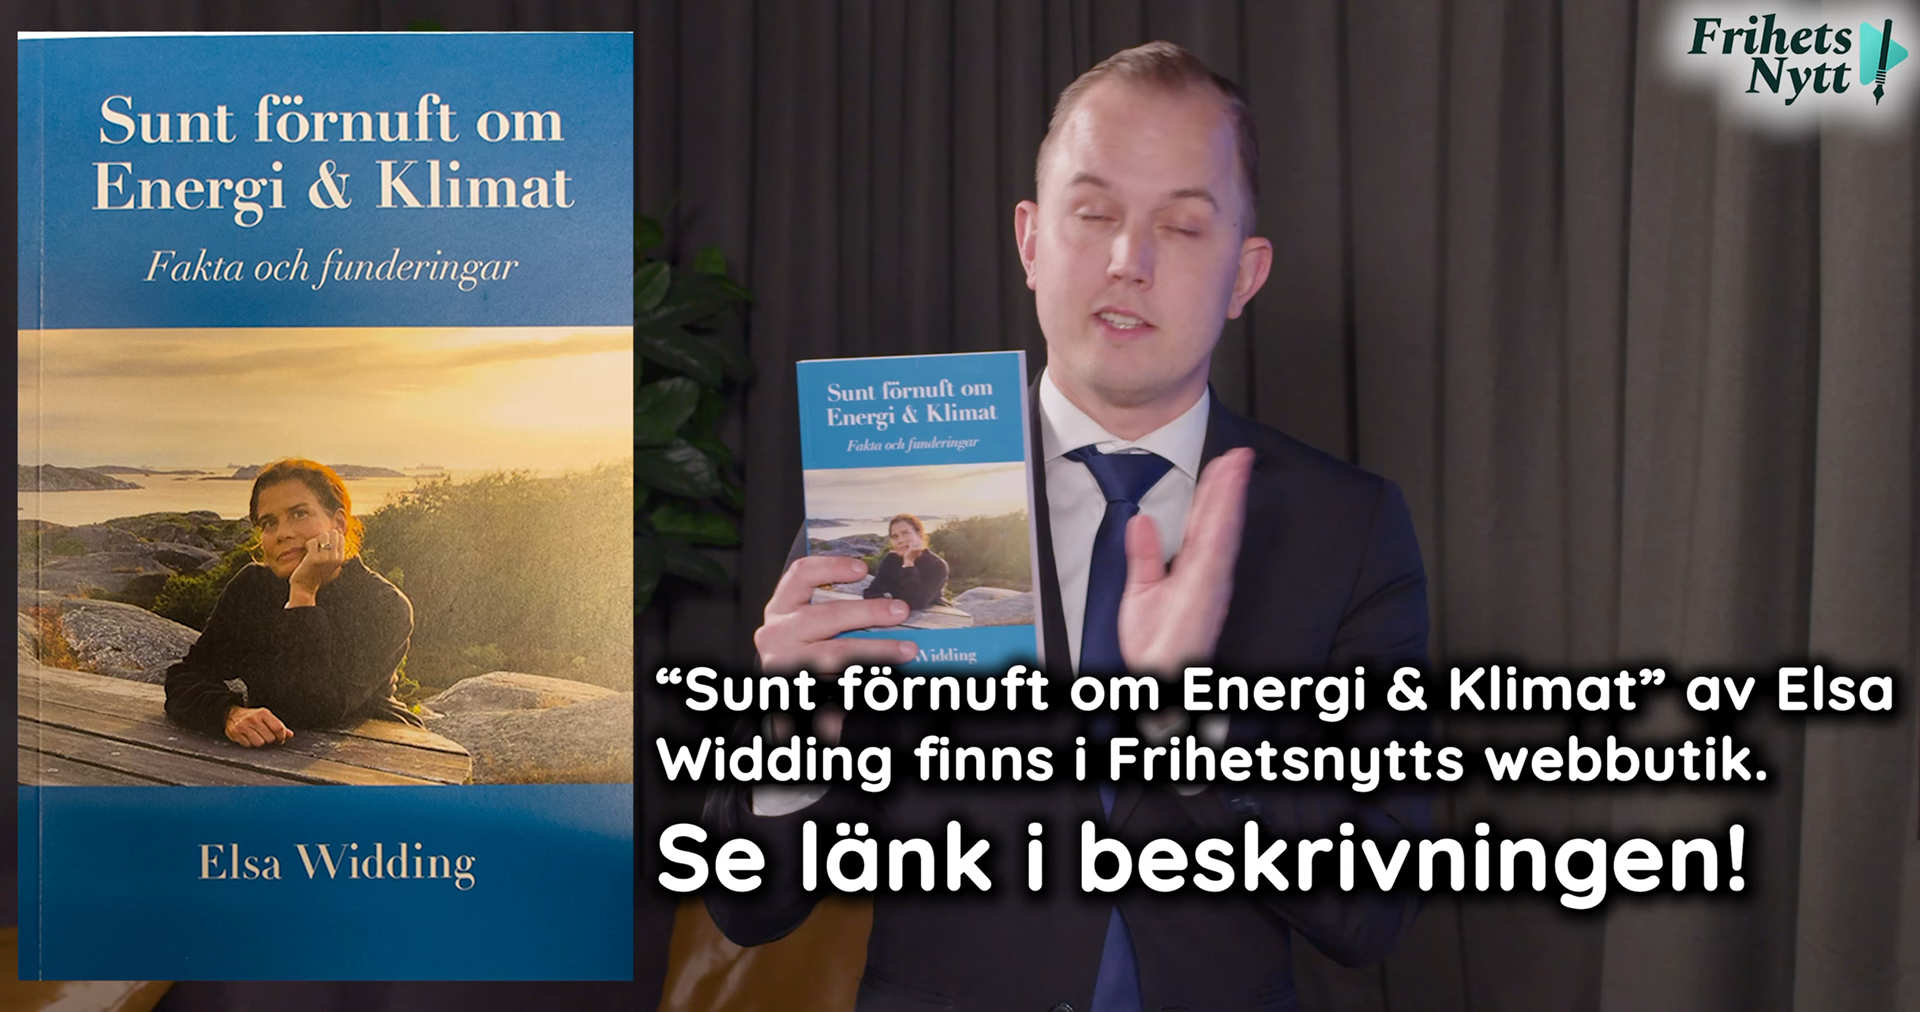 Sunt förnuft om
Energi & Klimat
Fakta och funderingar
Elsa Widding
Frihets
Nytt
Sunt förnuft om
Energi & Klimat
Fakta och funderingar
Widding
“Sunt förnuft om Energi & Klimat” av Elsa
Widding finns i Frihetsnytts webbutik.
Se länk i beskrivningen!